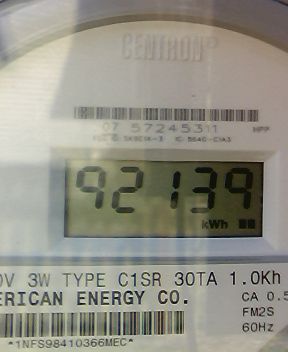 CENTRON®
07 57245311 HPP
92139
kWh
0V 3W TYPE C1SR 30TA 1.0Kh
ERICAN ENERGY CO.
CA 0.5
FM2S
60Hz
*1NFS98410366MEC*